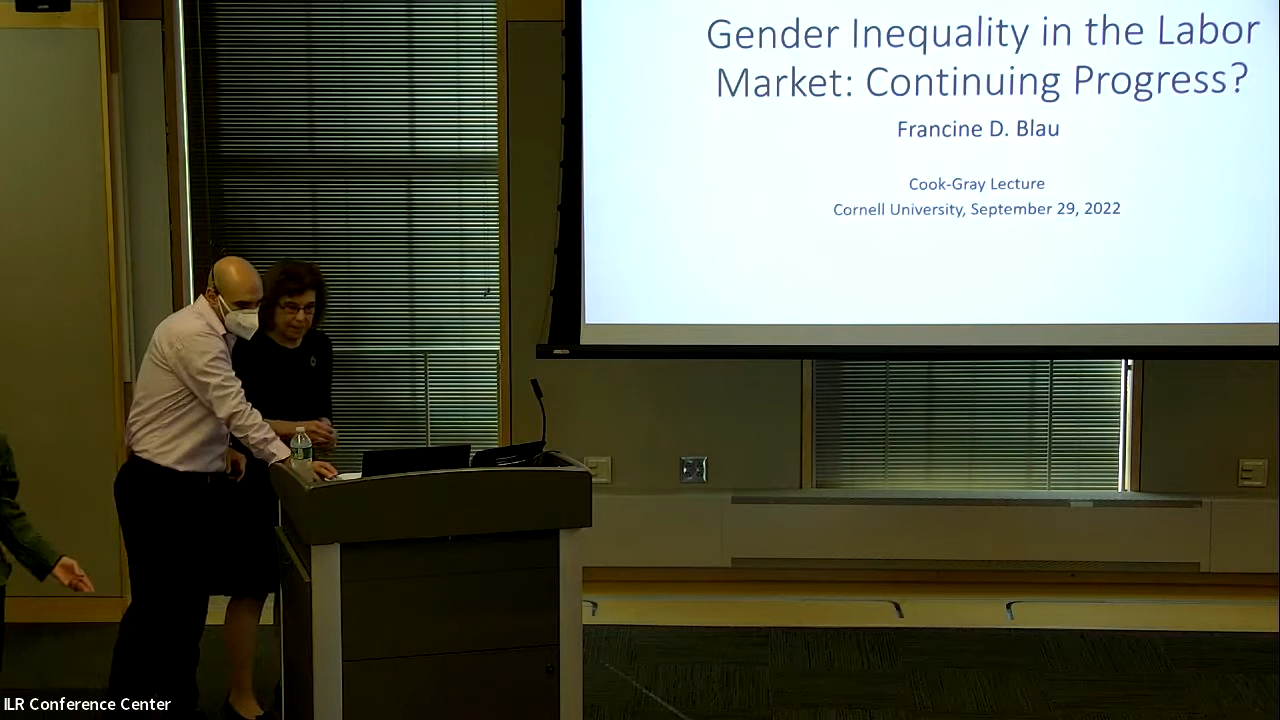 Gender Inequality in the Labor
Market: Continuing Progress?
Francine D. Blau
Cook-Gray Lecture
Cornell University, September 29, 2022
ILR Conference Center